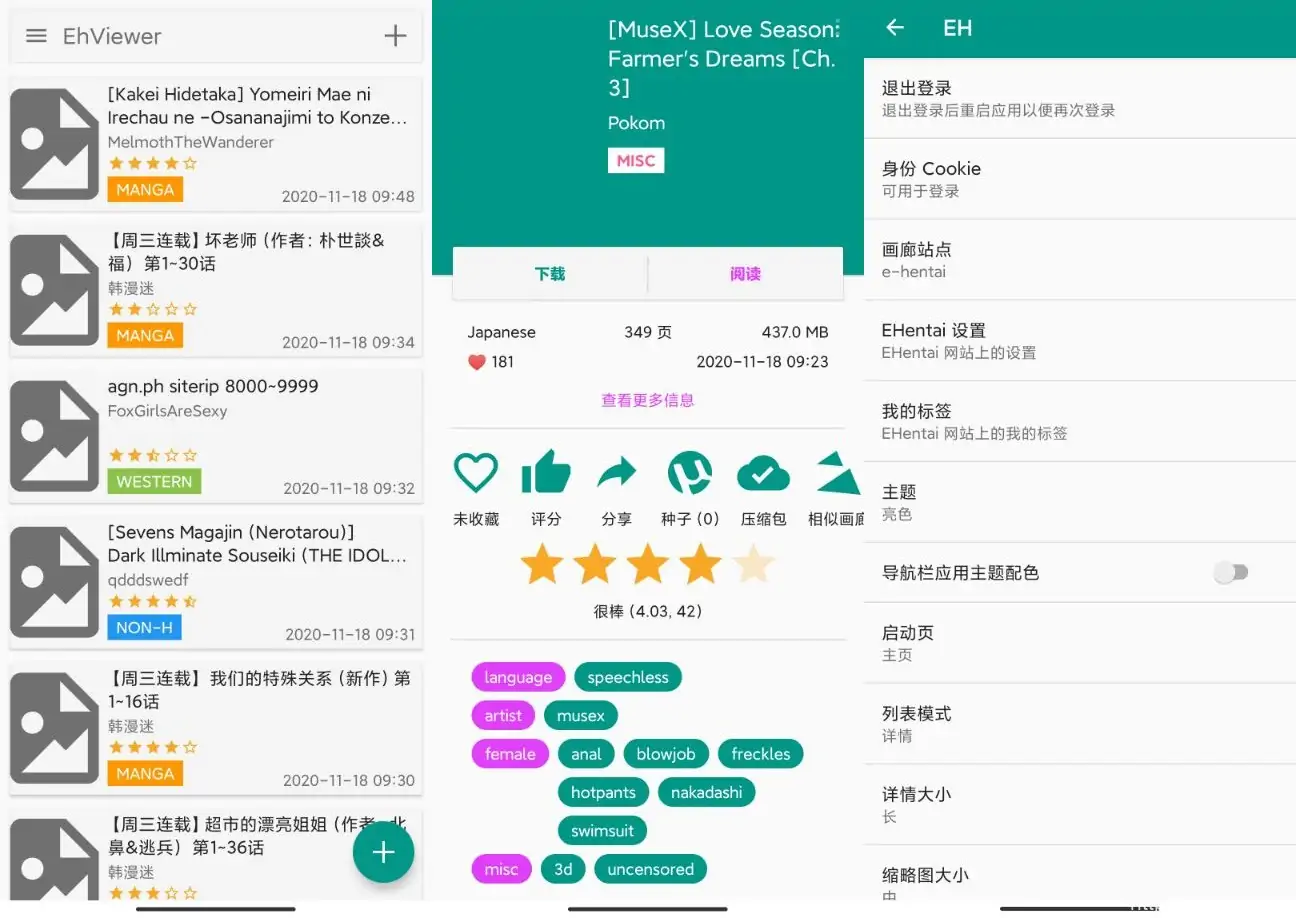 EhViewer
[Kakei Hidetaka] Yomeiri Mae ni
Irechau ne -Osananajimi to Konze...
MelmothTheWanderer
MANGA
2020-11-18 09:48
【周三连载】坏老师（作者：朴世談&
福）第1~30话
韩漫迷
MANGA
2020-11-18 09:34
agn.ph siterip 8000~9999
FoxGirlsAreSexy
WESTERN
2020-11-18 09:32
[Sevens Magajin (Nerotarou)]
Dark Illminate Souseiki (THE IDOL...
qdddswedf
NON-H
2020-11-18 09:31
【周三连载】我们的特殊关系（新作）第
1~16话
韩漫迷
MANGA
2020-11-18 09:30
【周三连载】超市的漂亮姐姐（作者：北
鼻&逃兵）第1~36话
韩漫迷
[MuseX] Love Season:
Farmer's Dreams [Ch.
3]
Pokom
MISC
下载
阅读
Japanese
349 页
437.0 MB
181
2020-11-18 09:23
查看更多信息
未收藏
评分
分享
种子 (0)
压缩包
相似画廊
很棒 (4.03, 42)
language
speechless
artist
musex
female
anal
blowjob
freckles
hotpants
nakadashi
swimsuit
misc
3d
uncensored
EH
退出登录
退出登录后重启应用以便再次登录
身份 Cookie
可用于登录
画廊站点
e-hentai
EHentai 设置
EHentai 网站上的设置
我的标签
EHentai 网站上的我的标签
主题
亮色
导航栏应用主题配色
启动页
主页
列表模式
详情
详情大小
长
缩略图大小
中